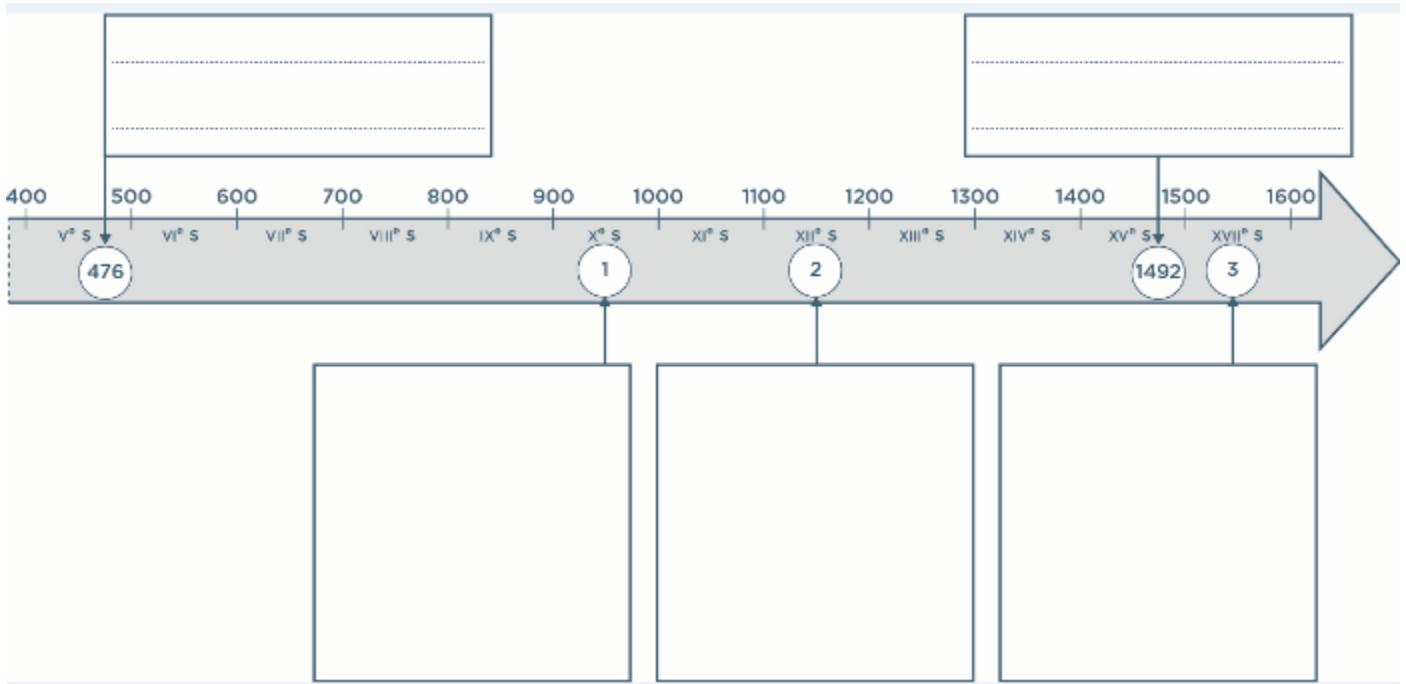 400 500 600 700 800 900 1000 1100 1200 1300 1400 1500 1600
Vᵉ S VIᵉ S VIIᵉ S VIIIᵉ S IXᵉ S Xᵉ S XIᵉ S XIIᵉ S XIIIᵉ S XIVᵉ S XVᵉ S XVIIᵉ S
476 1 2 1492 3